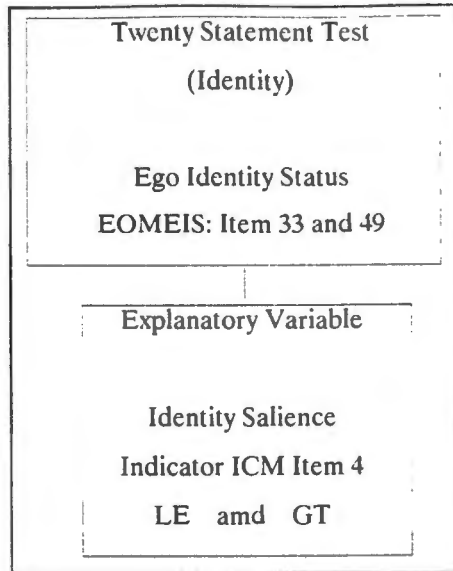 Twenty Statement Test
(Identity)
Ego Identity Status
EOMEIS: Item 33 and 49
Explanatory Variable
Identity Salience
Indicator ICM Item 4
LE amd GT